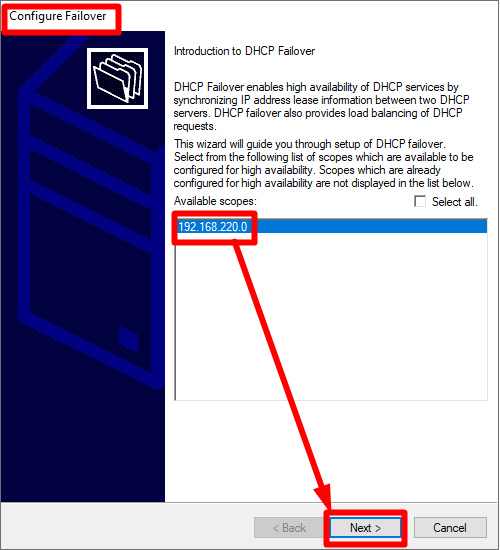 Configure Failover
Introduction to DHCP Failover
DHCP Failover enables high availability of DHCP services by
synchronizing IP address lease infomation between two DHCP
servers. DHCP failover also provides load balancing of DHCP
requests.
This wizard will guide you through setup of DHCP failover.
Select from the following list of scopes which are available to be
configured for high availability. Scopes which are already
configured for high availability are not displayed in the list below.
Available scopes:
Select all.
192.168.220.0
< Back
Next >
Cancel